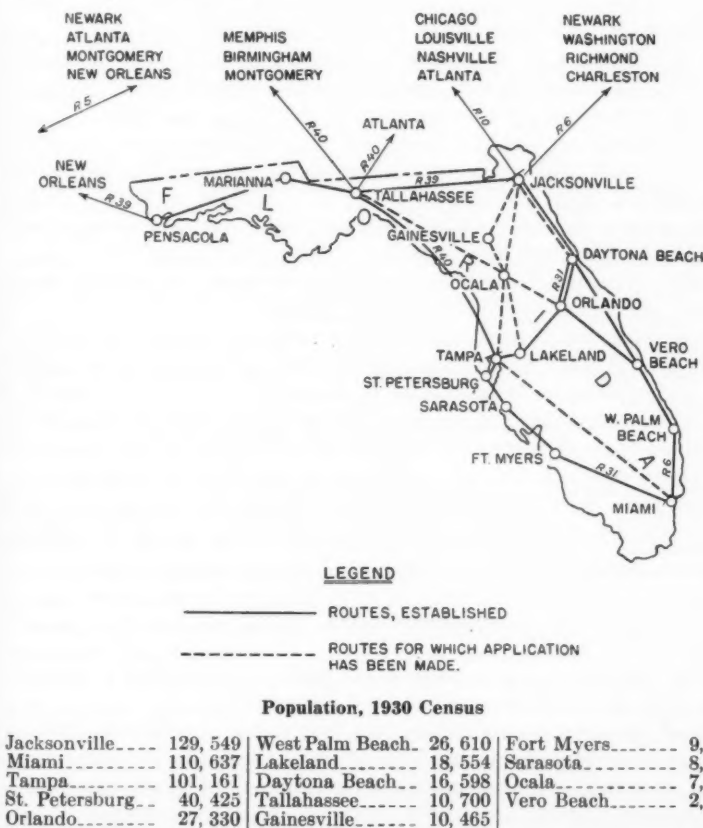 NEWARK
ATLANTA
MONTGOMERY
NEW ORLEANS
MEMPHIS
BIRMINGHAM
MONTGOMERY
CHICAGO
LOUISVILLE
NASHVILLE
ATLANTA
NEWARK
WASHINGTON
RICHMOND
CHARLESTON
R5
R40
R40
ATLANTA
R10
R6
NEW
ORLEANS
R39
F
MARIANNA
L
R39
TALLAHASSEE
JACKSONVILLE
PENSACOLA
O
GAINESVILLE
R40
R
OCALA
DAYTONA BEACH
R31
I
ORLANDO
TAMPA
LAKELAND
VERO
BEACH
D
ST. PETERSBURG
SARASOTA
W. PALM
BEACH
FT. MYERS
R31
A
R6
MIAMI
LEGEND
ROUTES, ESTABLISHED
ROUTES FOR WHICH APPLICATION
HAS BEEN MADE.
Population, 1930 Census
Jacksonville 129,549 West Palm Beach 26,610 Fort Myers 9,
Miami 110,637 Lakeland 18,554 Sarasota 8,
Tampa 101,161 Daytona Beach 16,598 Ocala 7,
St. Petersburg 40,425 Tallahassee 10,700 Vero Beach 2,
Orlando 27,330 Gainesville 10,465